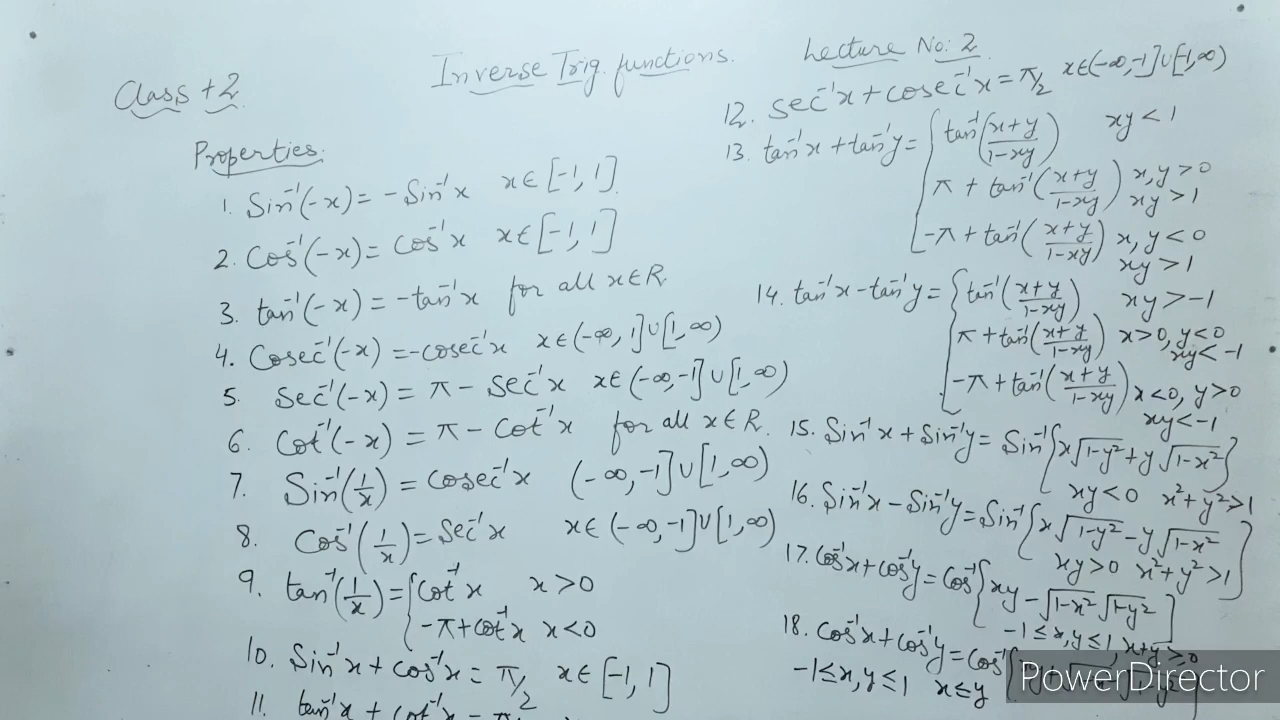 Inverse Trig. functions. Lecture No: 2
Class +2
Properties:
1. Sin⁻¹(-x) = - Sin⁻¹x x∈[-1, 1].
2. Cos⁻¹(-x) = Cos⁻¹x x∈[-1, 1]
3. tan⁻¹(-x) = -tan⁻¹x for all x∈R.
4. Cosec⁻¹(-x) = -cosec⁻¹x x∈(-∞, 1]∪[1, ∞)
5. Sec⁻¹(-x) = π - Sec⁻¹x x∈(-∞,-1]∪[1, ∞)
6. Cot⁻¹(-x) = π - Cot⁻¹x for all x∈R.
7. Sin⁻¹(1/x) = Cosec⁻¹x (-∞, -1]∪[1, ∞)
8. Cos⁻¹(1/x) = Sec⁻¹x x∈(-∞, -1]∪[1, ∞)
9. tan⁻¹(1/x) = { Cot⁻¹x x>0
-π+cot⁻¹x x<0
10. Sin⁻¹x + cos⁻¹x = π/2 x∈[-1, 1]
11. tan⁻¹x + cot⁻¹x = π
12. Sec⁻¹x + Cosec⁻¹x = π/2 x∈(-∞,-1]∪[1,∞)
13. tan⁻¹x + tan⁻¹y = { tan⁻¹(x+y/1-xy) xy < 1
π + tan⁻¹(x+y/1-xy) x,y >0
xy >1
-π + tan⁻¹(x+y/1-xy) x, y <0
xy >1
14. tan⁻¹x - tan⁻¹y = { tan⁻¹(x+y/1-xy) xy > -1
π + tan⁻¹(x+y/1-xy) x>0, y<0
xy < -1
-π + tan⁻¹(x+y/1-xy) x<0, y>0
xy < -1
15. Sin⁻¹x + Sin⁻¹y = Sin⁻¹{x√1-y² + y√1-x²}
xy <0 x²+y²>1
16. Sin⁻¹x - Sin⁻¹y = Sin⁻¹{x√1-y² - y√1-x²}
xy >0 x²+y²>1
17. Cos⁻¹x + cos⁻¹y = Cos⁻¹{xy - √1-x² √1-y²}
-1≤x,y≤1, x+y≥0
18. Cos⁻¹x + cos⁻¹y = Cos⁻¹{xy +
-1≤x,y≤1 x≤y
PowerDirector